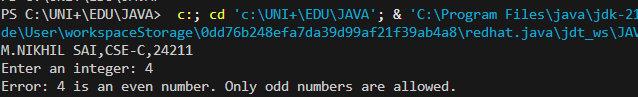 PS C:\UNI+\EDU\JAVA>  c:; cd 'c:\UNI+\EDU\JAVA'; & 'C:\Program Files\java\jdk-21
de\User\workspaceStorage\0dd76b248efa7da39d99af21f39ab4a8\redhat.java\jdt_ws\JAV
M.NIKHIL SAI,CSE-C,24211
Enter an integer: 4
Error: 4 is an even number. Only odd numbers are allowed.